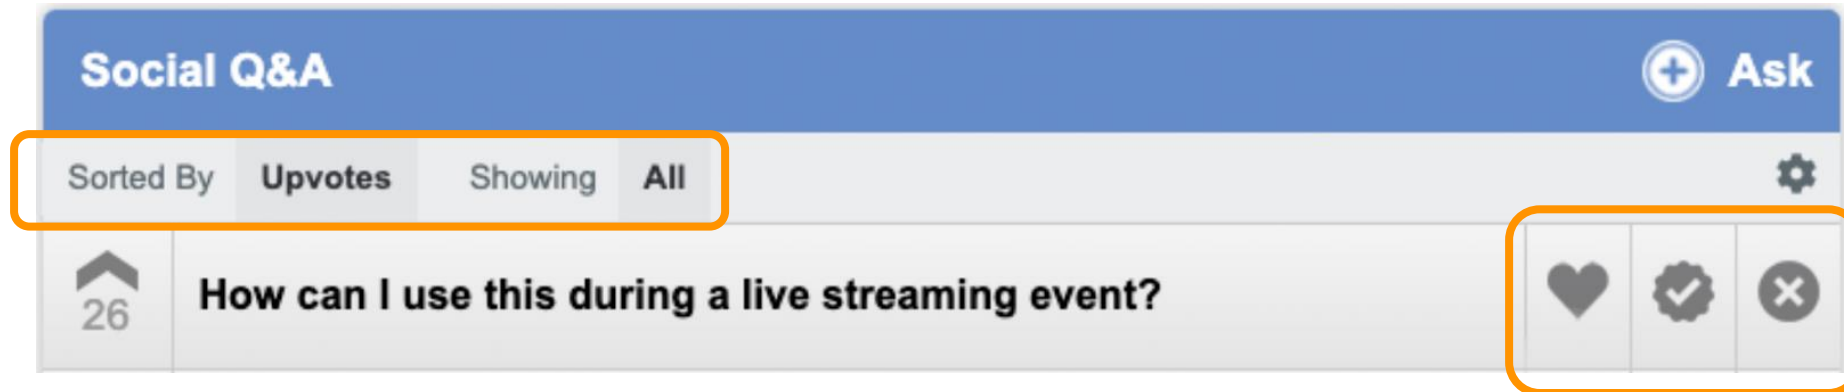 Social Q&A
Ask
Sorted By Upvotes Showing All
How can I use this during a live streaming event?
26